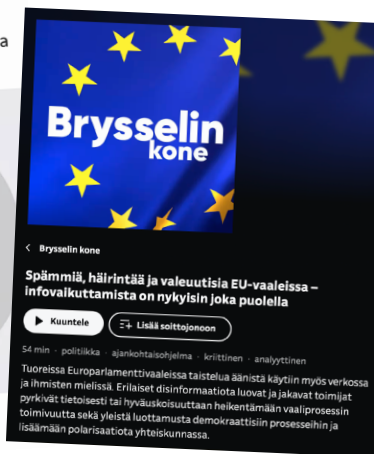 a
Brysselin
kone
Brysselin kone
Spämmiä, häirintää ja valeuutisia EU-vaaleissa –
infovaikuttamista on nykyisin joka puolella
Kuuntele
Lisää soittojonoon
54 min · politiikka · ajankohtaisohjelma · kriittinen · analyyttinen
Tuoreissa Europarlamenttivaaleissa taistelua äänistä käytiin myös verkossa
ja ihmisten mielissä. Erilaiset disinformaatiota luovat ja jakavat toimijat
pyrkivät tietoisesti tai hyväuskoisuuttaan heikentämään vaaliprosessin
toimivuutta sekä yleistä luottamusta demokraattisiin prosesseihin ja
lisäämään polarisaatiota yhteiskunnassa.